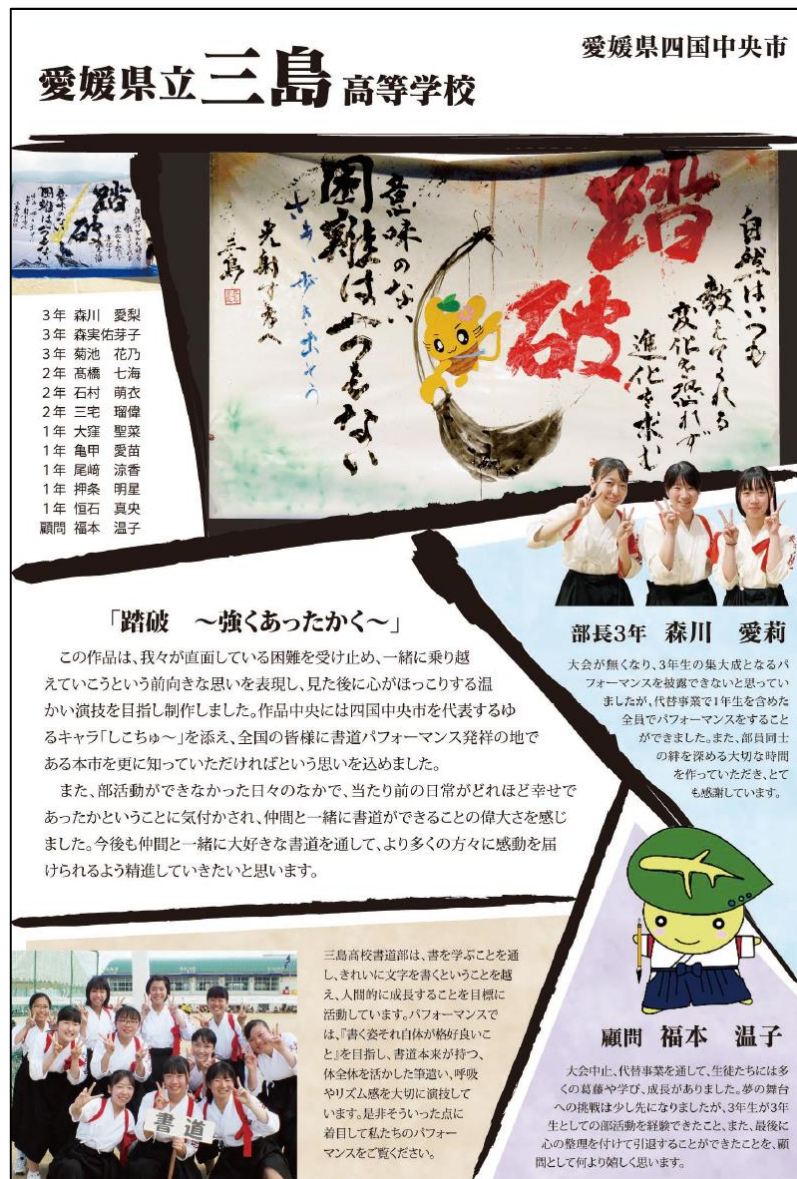 愛媛県四国中央市
愛媛県立三島高等学校
自然はいつも
教えてくれる
変化を恐れず
進化を求む
踏破
意味のない
困難は一つもない
さあ、歩き出そう
光射す方へ
三島
3年 森川 愛梨
3年 森実佑芽子
3年 菊池 花乃
2年 髙橋 七海
2年 石村 萌衣
2年 三宅 瑠偉
1年 大窪 聖菜
1年 亀甲 愛苗
1年 尾﨑 涼香
1年 押条 明星
1年 恒石 真央
顧問 福本 温子
「踏破 ～強くあったかく～」
この作品は、我々が直面している困難を受け止め、一緒に乗り越
えていこうという前向きな思いを表現し、見た後に心がほっこりする温
かい演技を目指し制作しました。作品中央には四国中央市を代表するゆ
るキャラ「しこちゅ～」を添え、全国の皆様に書道パフォーマンス発祥の地で
ある本市を更に知っていただければという思いを込めました。
また、部活動ができなかった日々のなかで、当たり前の日常がどれほど幸せで
あったかということに気付かされ、仲間と一緒に書道ができることの偉大さを感じ
ました。今後も仲間と一緒に大好きな書道を通して、より多くの方々に感動を届
けられるよう精進していきたいと思います。
部長3年 森川 愛莉
大会が無くなり、3年生の集大成となるパ
フォーマンスを披露できないと思ってい
ましたが、代替事業で1年生を含めた
全員でパフォーマンスをすること
ができました。また、部員同士
の絆を深める大切な時間
を作っていただき、とて
も感謝しています。
書道
三島高校書道部は、書を学ぶことを通
し、きれいに文字を書くということを越
え、人間的に成長することを目標に
活動しています。パフォーマンスで
は、『書く姿それ自体が格好良いこ
と』を目指し、書道本来が持つ、
体全体を活かした筆遣い、呼吸
やリズム感を大切に演技して
います。是非そういった点に
着目して私たちのパフォー
マンスをご覧ください。
顧問 福本 温子
大会中止、代替事業を通して、生徒たちには多
くの葛藤や学び、成長がありました。夢の舞台
への挑戦は少し先になりましたが、3年生が3年
生としての部活動を経験できたこと、また、最後に
心の整理を付けて引退することができたことを、顧
問として何より嬉しく思います。